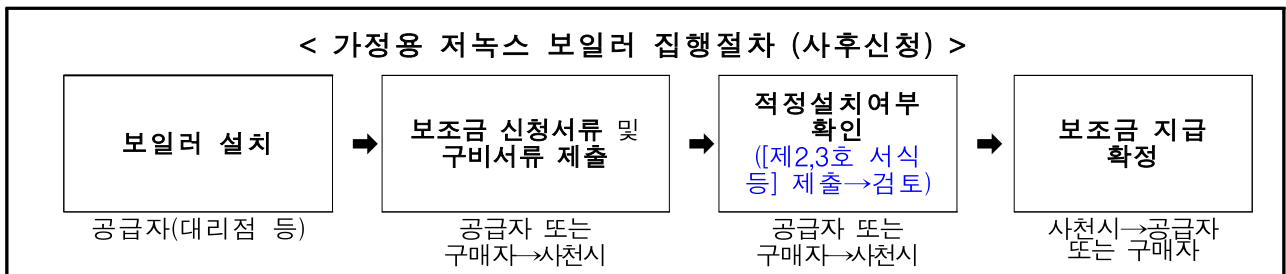 < 가정용 저녹스 보일러 집행절차 (사후신청) >
보일러 설치
➡
보조금 신청서류 및
구비서류 제출
➡
적정설치여부
확인
([제2,3호 서식
등] 제출→검토)
➡
보조금 지급
확정
공급자(대리점 등)
공급자 또는
구매자→사천시
공급자 또는
구매자→사천시
사천시→공급자
또는 구매자